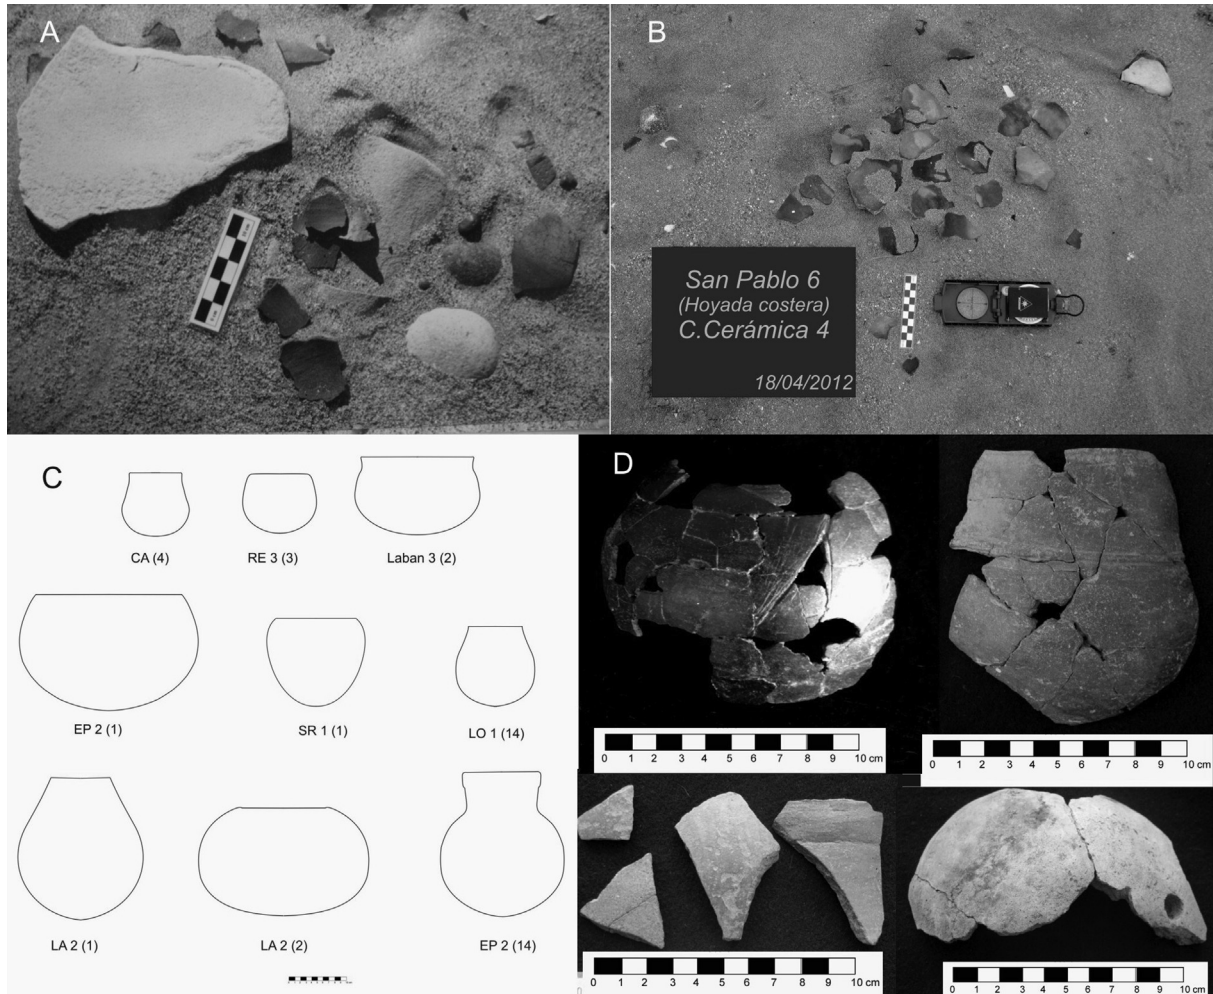 A
B
San Pablo 6
(Hoyada costera)
C.Cerámica 4
18/04/2012
C
CA (4)
RE 3 (3)
Laban 3 (2)
EP 2 (1)
SR 1 (1)
LO 1 (14)
LA 2 (1)
LA 2 (2)
EP 2 (14)
D
0 1 2 3 4 5 6 7 8 9 10 cm
0 1 2 3 4 5 6 7 8 9 10 cm
0 1 2 3 4 5 6 7 8 9 10 cm
0 1 2 3 4 5 6 7 8 9 10 cm